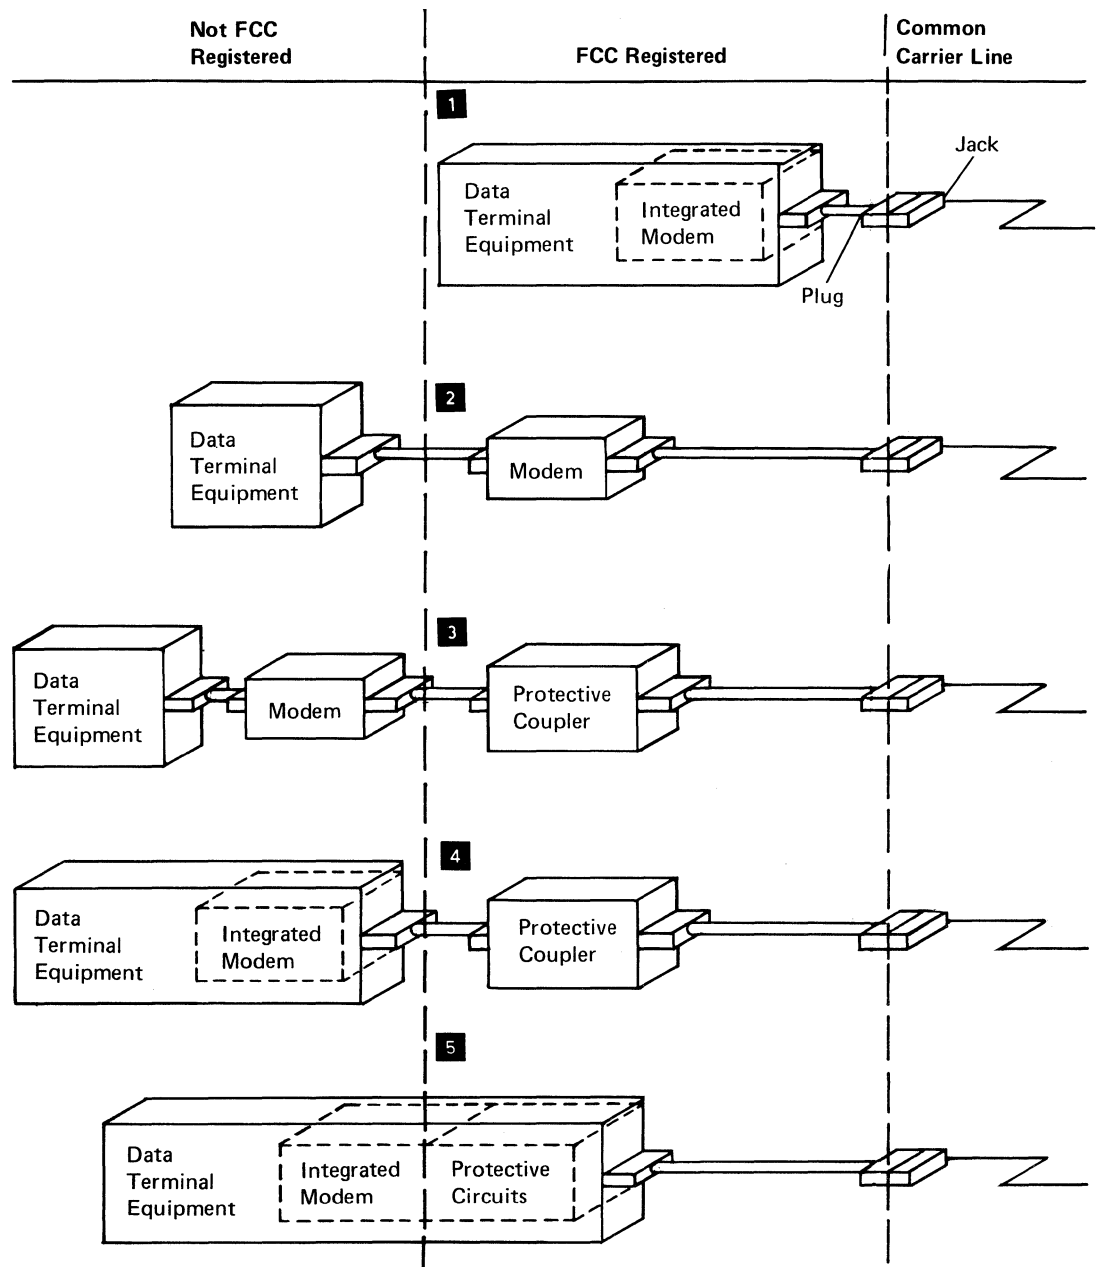 Not FCC
Registered
FCC Registered
Common
Carrier Line
1
Data
Terminal
Equipment
Integrated
Modem
Jack
Plug
2
Data
Terminal
Equipment
Modem
3
Data
Terminal
Equipment
Modem
Protective
Coupler
4
Data
Terminal
Equipment
Integrated
Modem
Protective
Coupler
5
Data
Terminal
Equipment
Integrated
Modem
Protective
Circuits